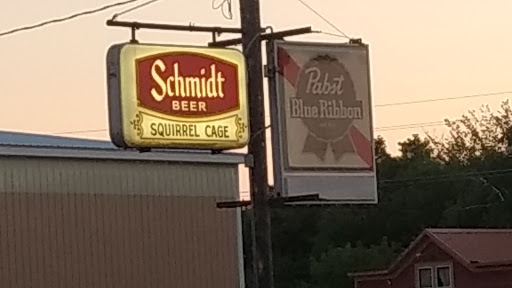 Schmidt
BEER
SQUIRREL CAGE
Pabst
Blue Ribbon